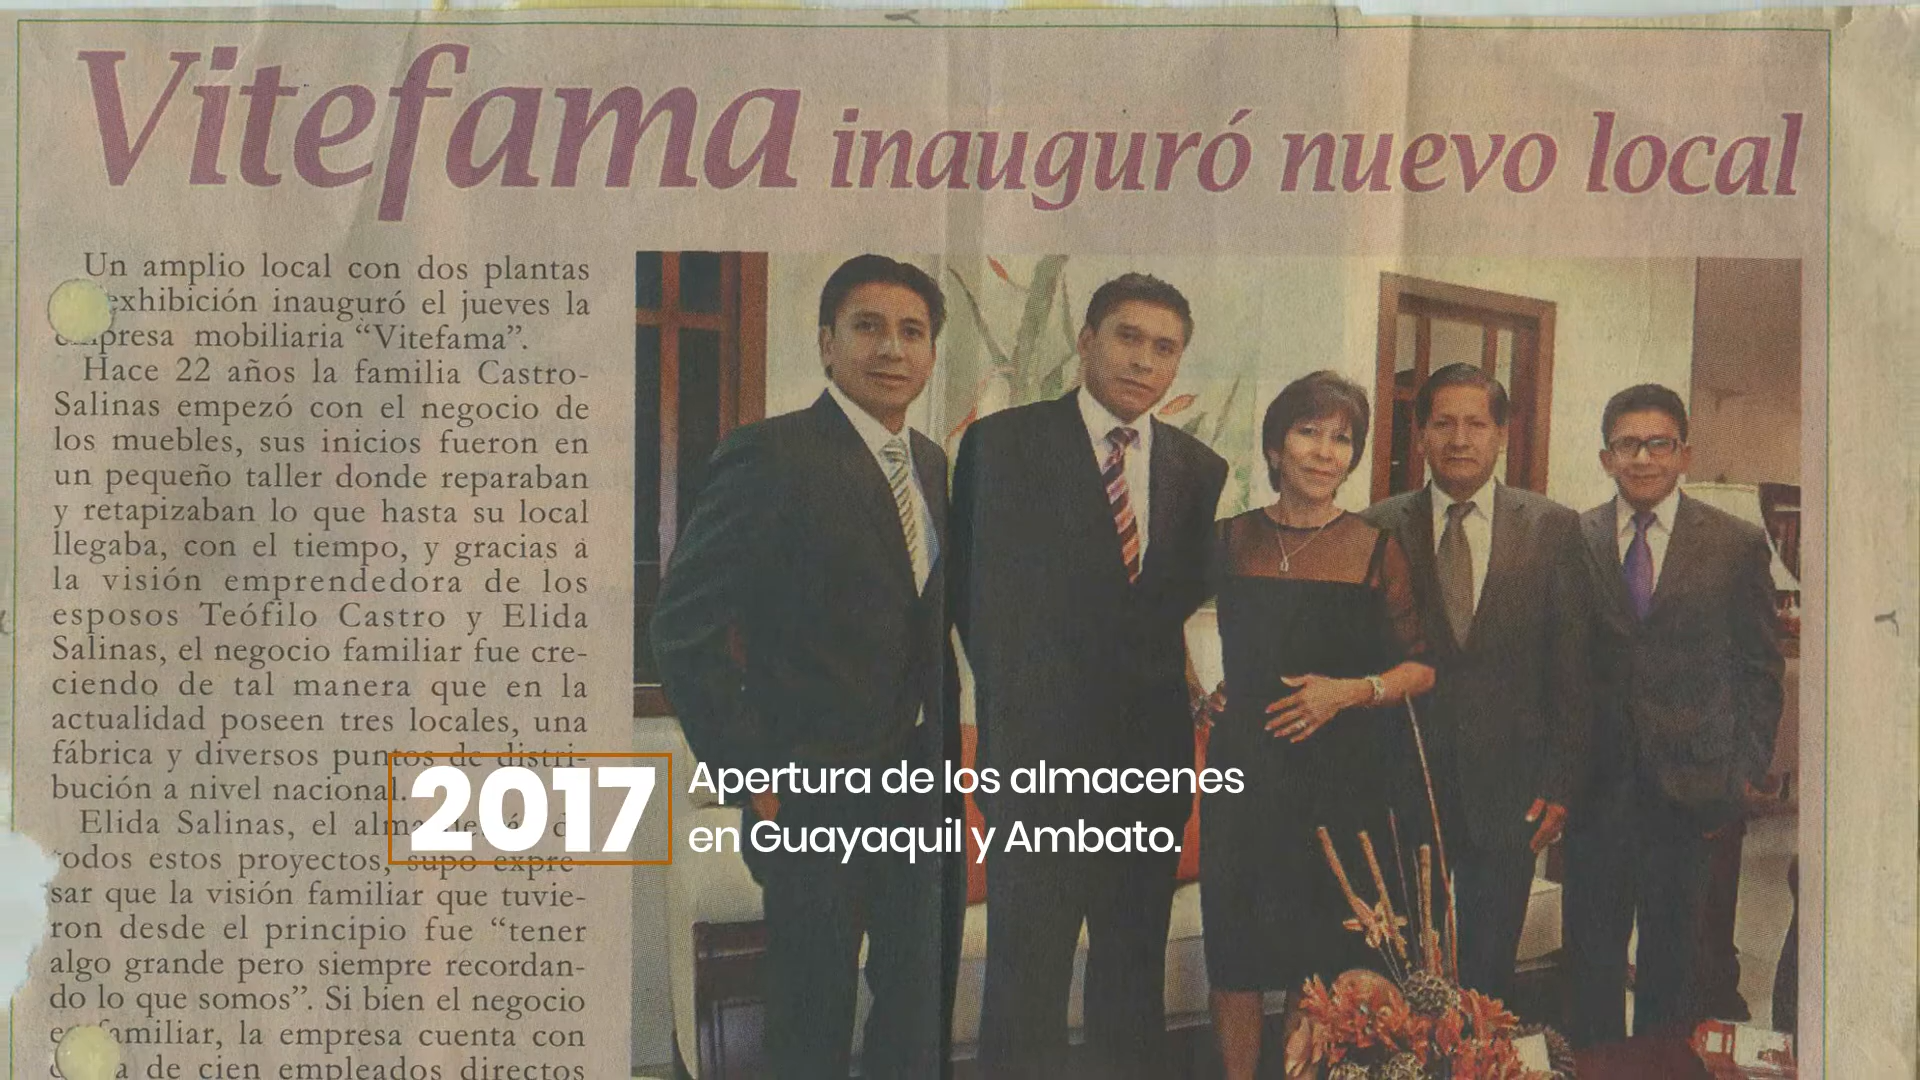 Vitefama inauguró nuevo local
Un amplio local con dos plantas
exhibición inauguró el jueves la
presa mobiliaria “Vitefama”.
Hace 22 años la familia Castro-
Salinas empezó con el negocio de
los muebles, sus inicios fueron en
un pequeño taller donde reparaban
y retapizaban lo que hasta su local
llegaba, con el tiempo, y gracias a
la visión emprendedora de los
esposos Teófilo Castro y Elida
Salinas, el negocio familiar fue cre-
ciendo de tal manera que en la
actualidad poseen tres locales, una
fábrica y diversos puntos de distri-
bución a nivel nacional.
Elida Salinas, el alma
todos estos proyectos, supo expre-
sar que la visión familiar que tuvie-
ron desde el principio fue “tener
algo grande pero siempre recordan-
do lo que somos”. Si bien el negocio
familiar, la empresa cuenta con
de cien empleados directos
2017
Apertura de los almacenes
en Guayaquil y Ambato.